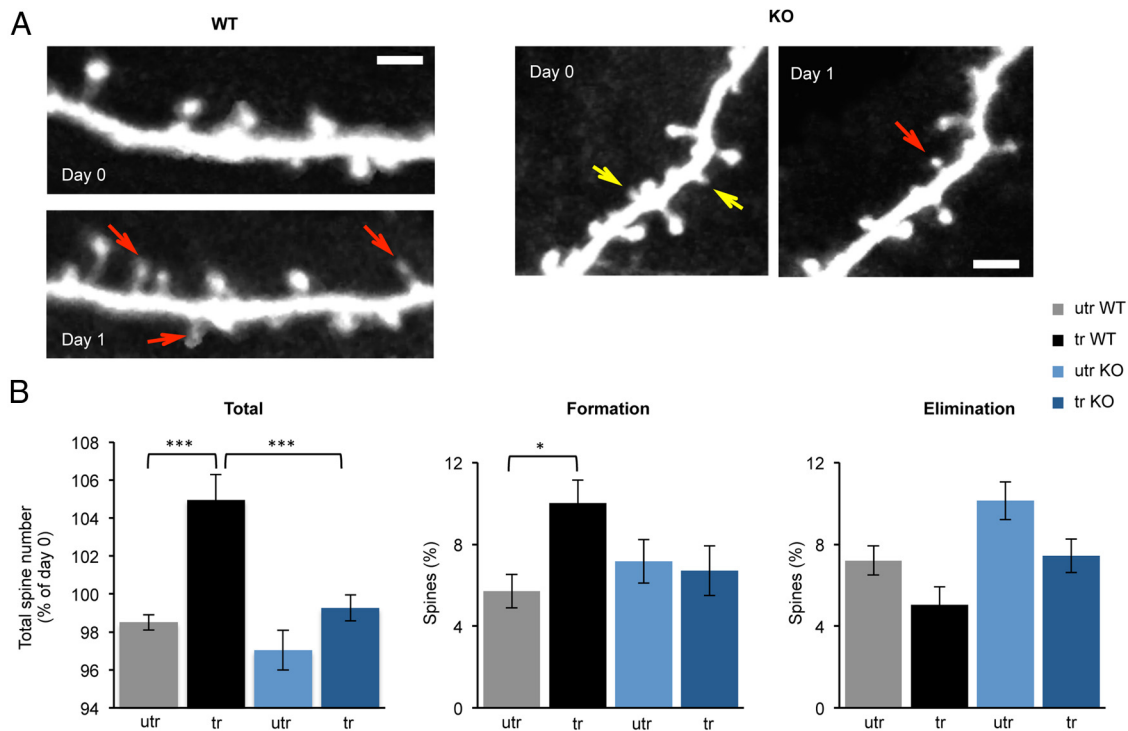 A
WT
KO
Day 0
Day 1
Day 0
Day 1
utr WT
tr WT
utr KO
tr KO
B
Total
Total spine number
(% of day 0)
108
106
104
102
100
98
96
94
***
***
utr
tr
utr
tr
Formation
Spines (%)
12
8
4
0
*
utr
tr
utr
tr
Elimination
Spines (%)
12
8
4
0
utr
tr
utr
tr